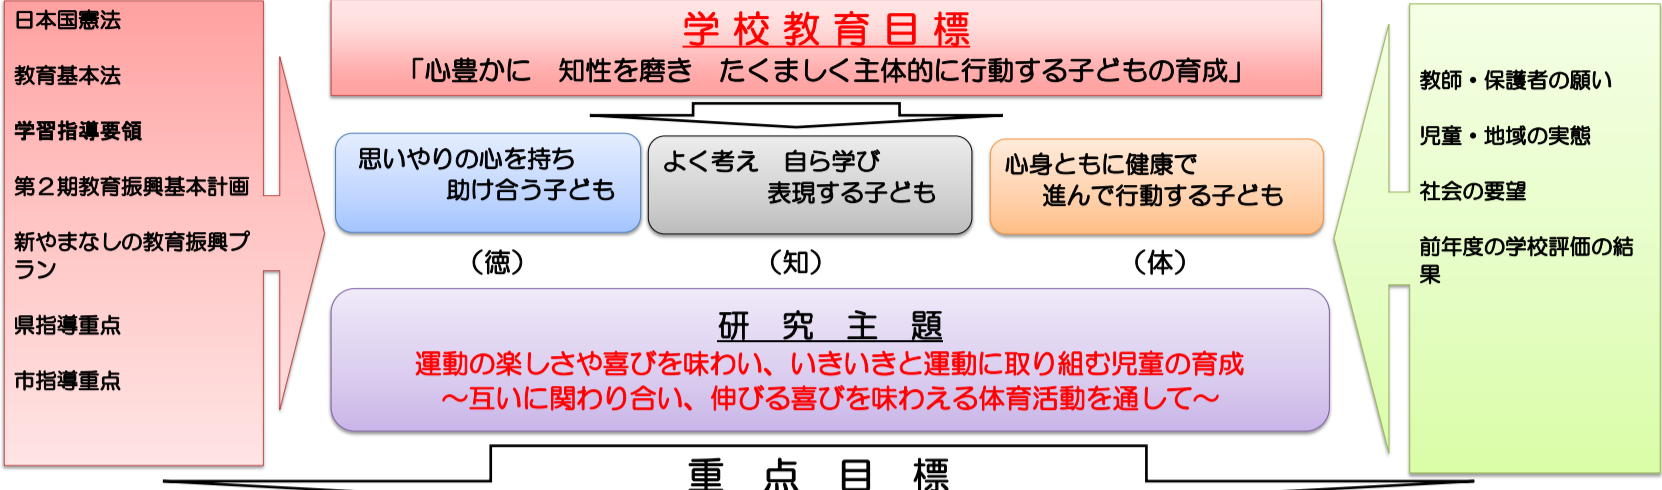 日本国憲法
教育基本法
学習指導要領
第２期教育振興基本計画
新やまなしの教育振興プ
ラン
県指導重点
市指導重点
学校教育目標
「心豊かに　知性を磨き　たくましく主体的に行動する子どもの育成」
思いやりの心を持ち
助け合う子ども
（徳）
よく考え　自ら学び
表現する子ども
（知）
心身ともに健康で
進んで行動する子ども
（体）
研　究　主　題
運動の楽しさや喜びを味わい、いきいきと運動に取り組む児童の育成
～互いに関わり合い、伸びる喜びを味わえる体育活動を通して～
重　点　目　標
教師・保護者の願い
児童・地域の実態
社会の要望
前年度の学校評価の結
果